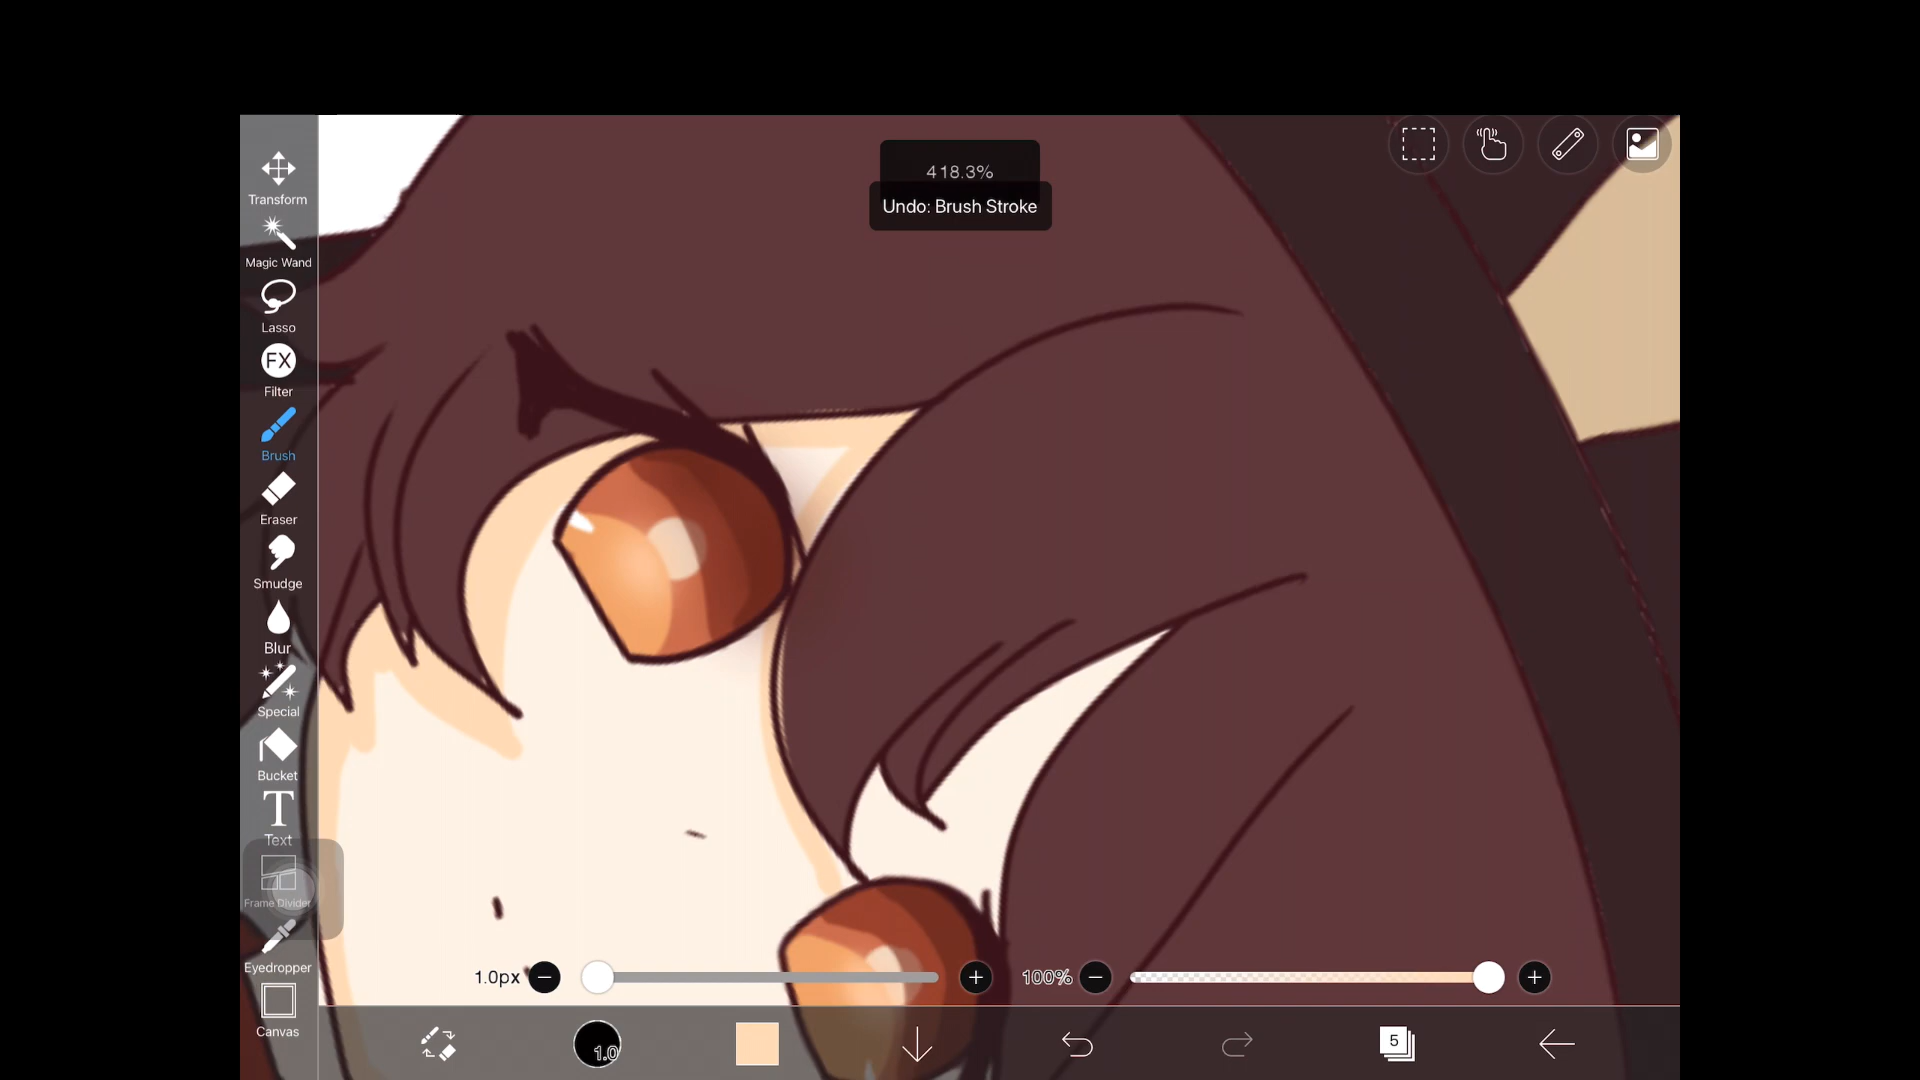 418.3%
Undo: Brush Stroke
Transform
Magic Wand
Lasso
FX
Filter
Brush
Eraser
Smudge
Blur
Special
Bucket
T
Text
Frame Divider
Eyedropper
Canvas
1.0px
100%
1.0
5